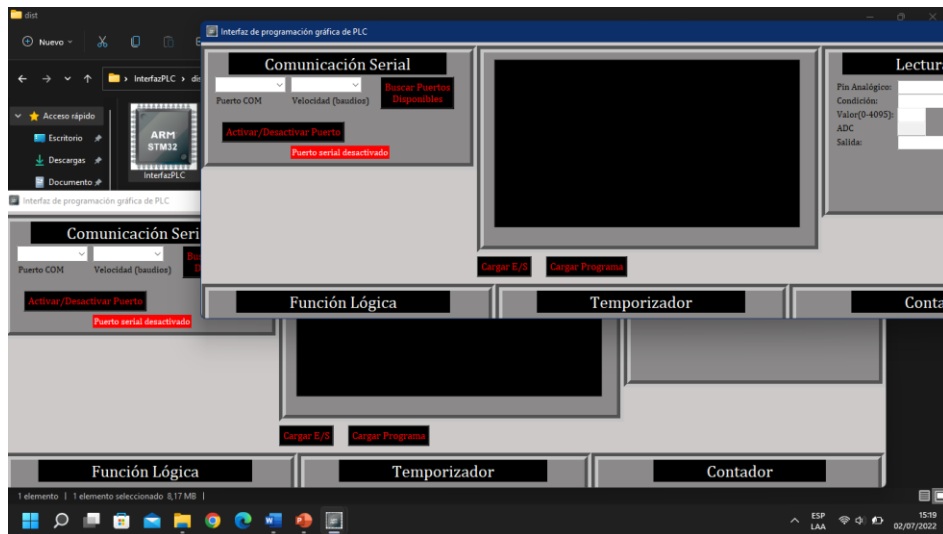 dist
Nuevo
InterfazPLC
Acceso rápido
Escritorio
Descargas
Documento
ARM
STM32
InterfazPLC
Interfaz de programación gráfica de PLC
Comunicación Serial
Buscar Puertos
Disponibles
Puerto COM
Velocidad (baudios)
Activar/Desactivar Puerto
Puerto serial desactivado
Cargar E/S
Cargar Programa
Pin Analógico:
Condición:
Valor(0-4095):
ADC
Salida:
Función Lógica
Temporizador
Interfaz de programación gráfica de PLC
Puerto COM
Velocidad (baudios)
Activar/Desactivar Puerto
Puerto serial desactivado
Cargar E/S
Cargar Programa
Función Lógica
Temporizador
Contador
1 elemento
1 elemento seleccionado 8,17 MB
ESP
LAA
15:19
02/07/2022